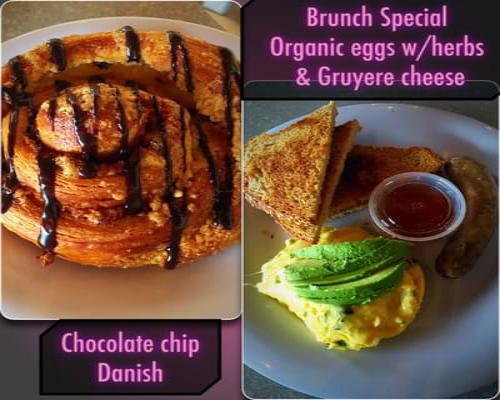 Brunch Special
Organic eggs w/herbs
& Gruyere cheese
Chocolate chip
Danish